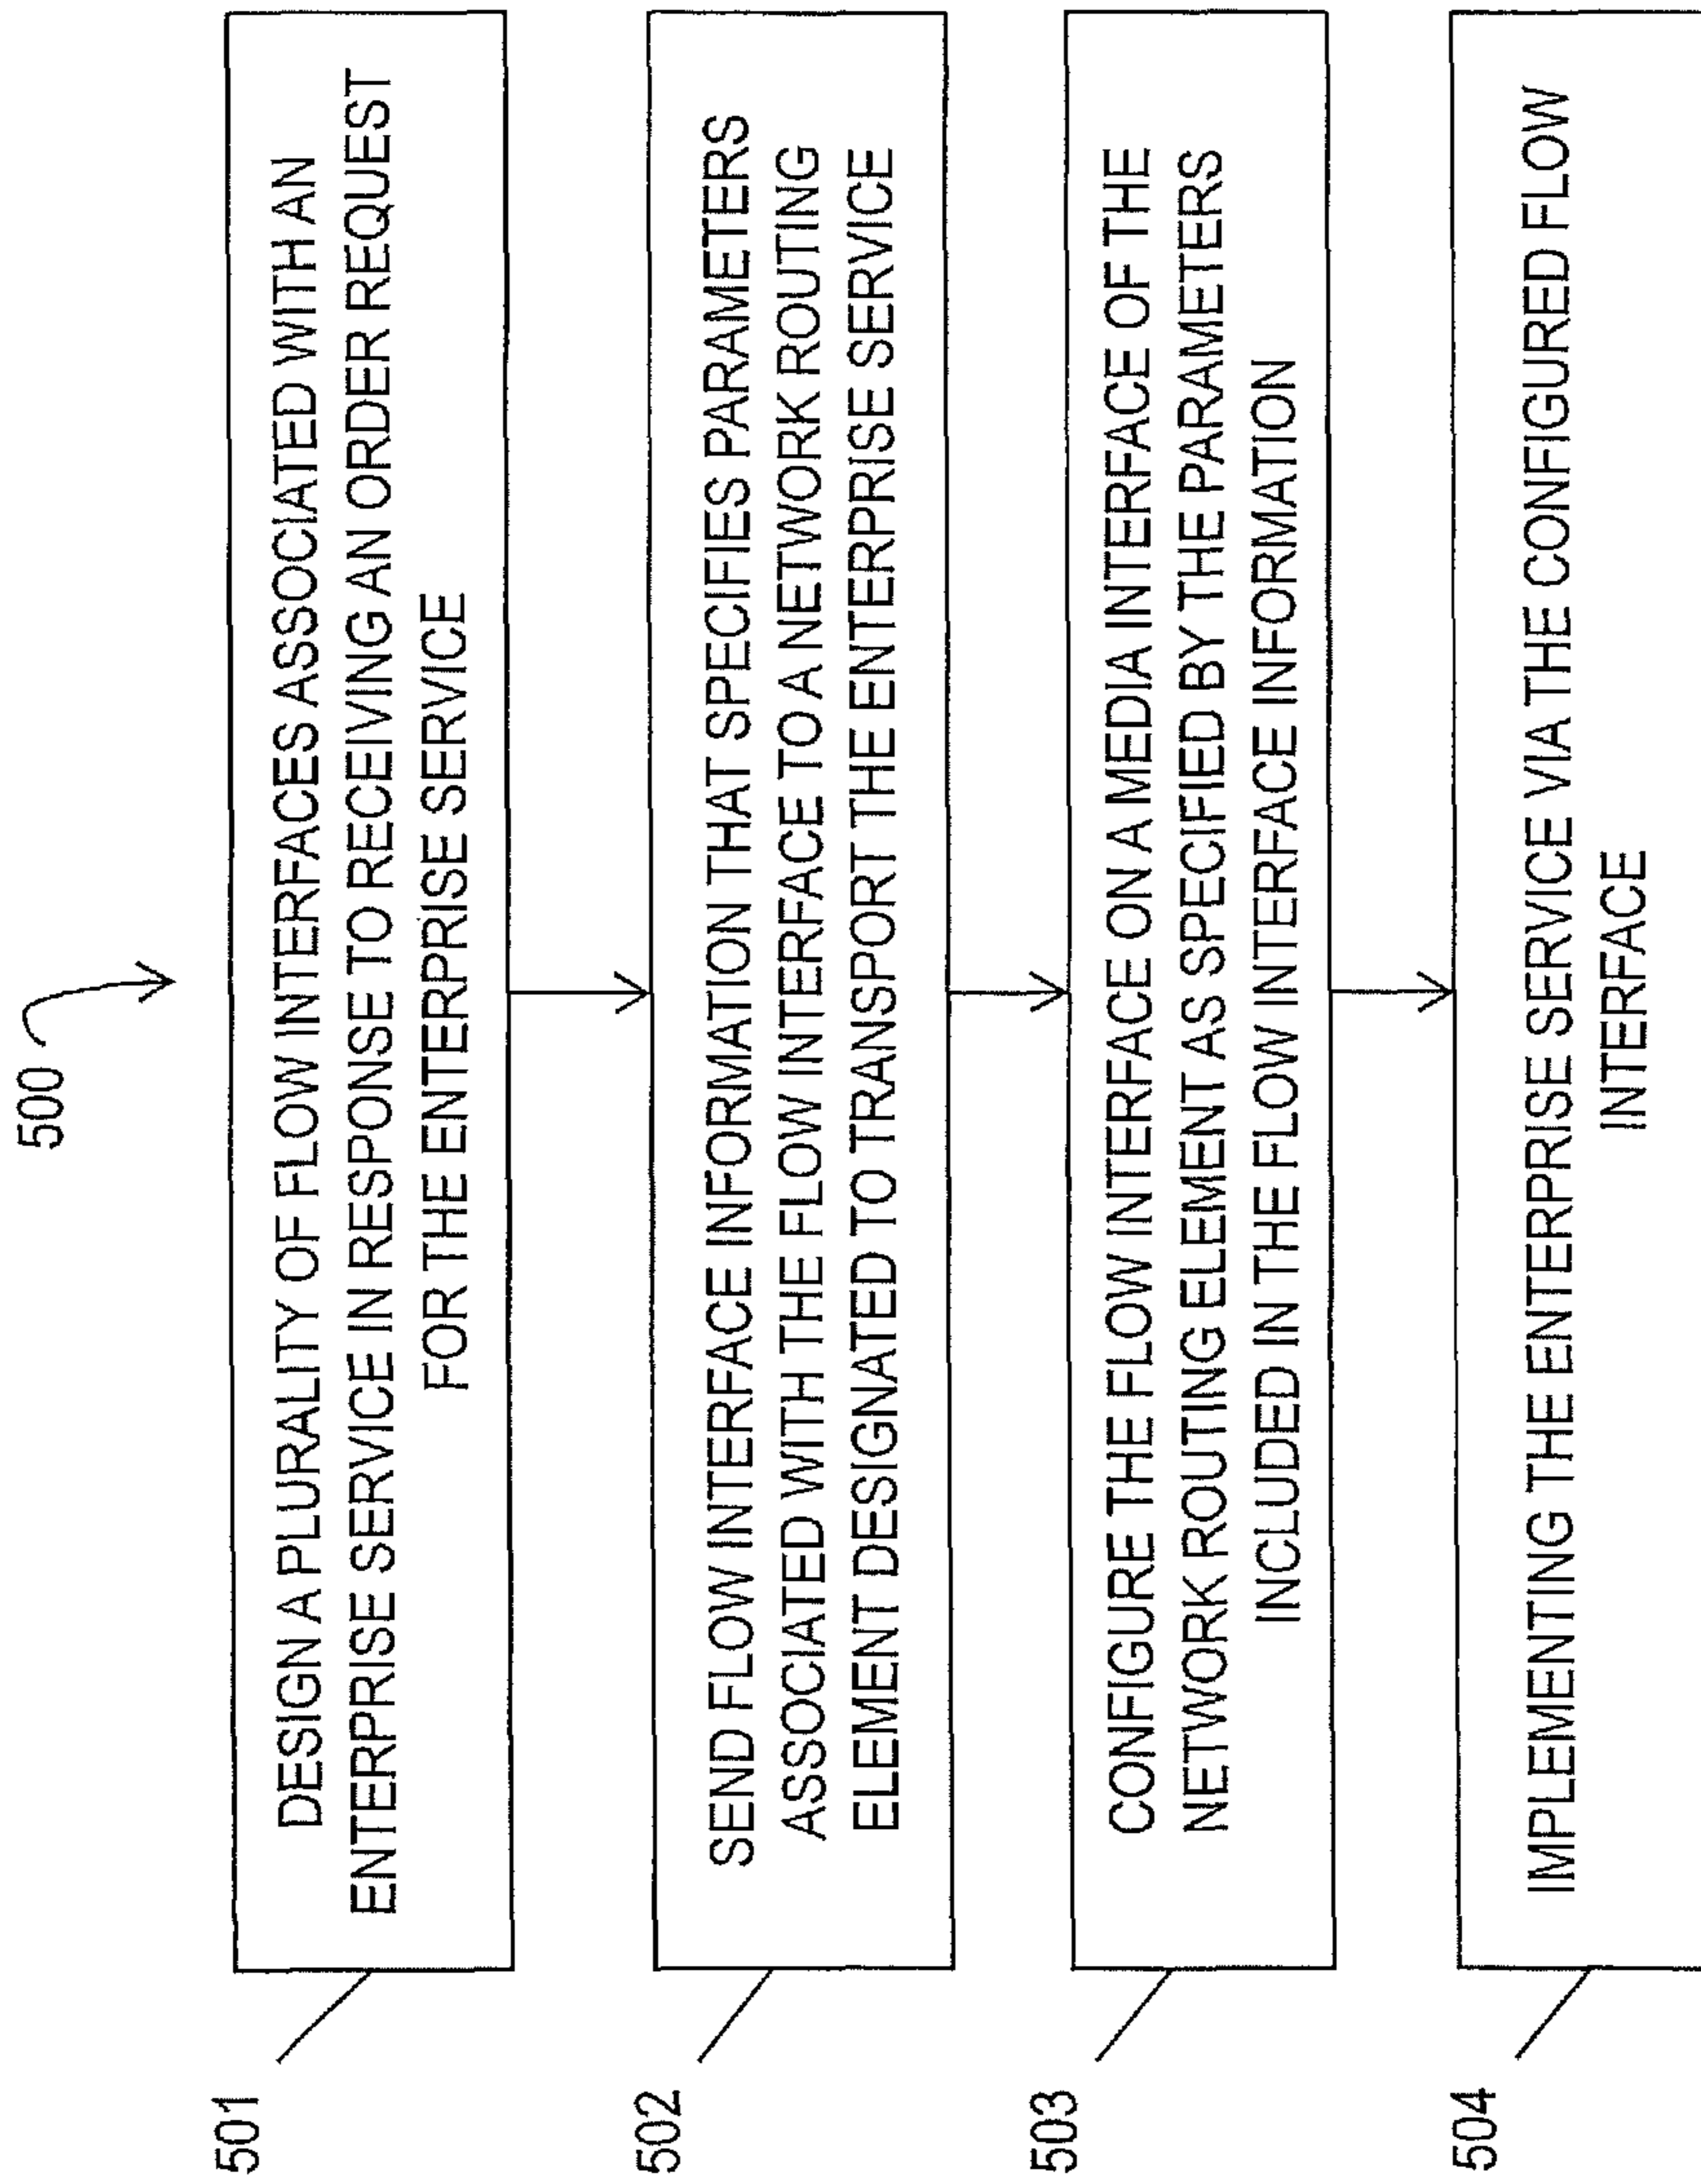 500
501
DESIGN A PLURALITY OF FLOW INTERFACES ASSOCIATED WITH AN
ENTERPRISE SERVICE IN RESPONSE TO RECEIVING AN ORDER REQUEST
FOR THE ENTERPRISE SERVICE
502
SEND FLOW INTERFACE INFORMATION THAT SPECIFIES PARAMETERS
ASSOCIATED WITH THE FLOW INTERFACE TO A NETWORK ROUTING
ELEMENT DESIGNATED TO TRANSPORT THE ENTERPRISE SERVICE
503
CONFIGURE THE FLOW INTERFACE ON A MEDIA INTERFACE OF THE
NETWORK ROUTING ELEMENT AS SPECIFIED BY THE PARAMETERS
INCLUDED IN THE FLOW INTERFACE INFORMATION
504
IMPLEMENTING THE ENTERPRISE SERVICE VIA THE CONFIGURED FLOW
INTERFACE